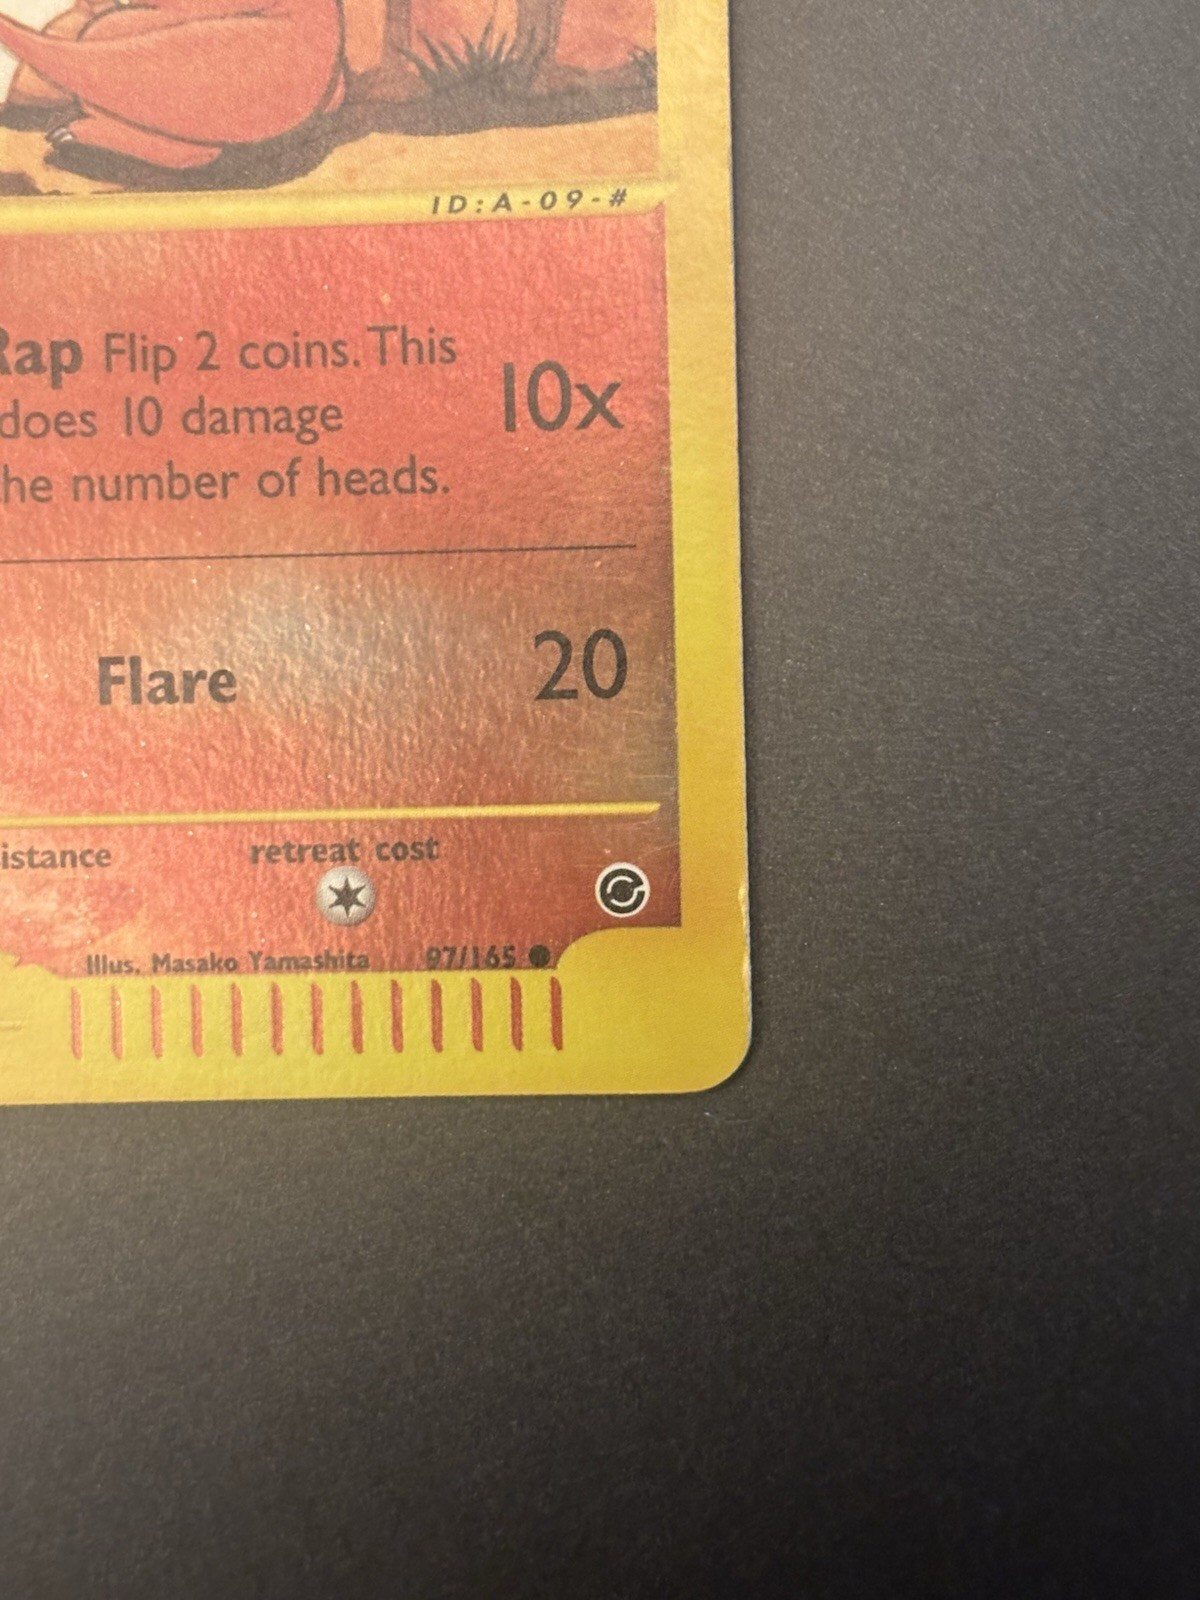 ID:A-09-#
Rap Flip 2 coins. This
does 10 damage
the number of heads.
10x
Flare 20
istance retreat cost
Illus. Masako Yamashita 97/165